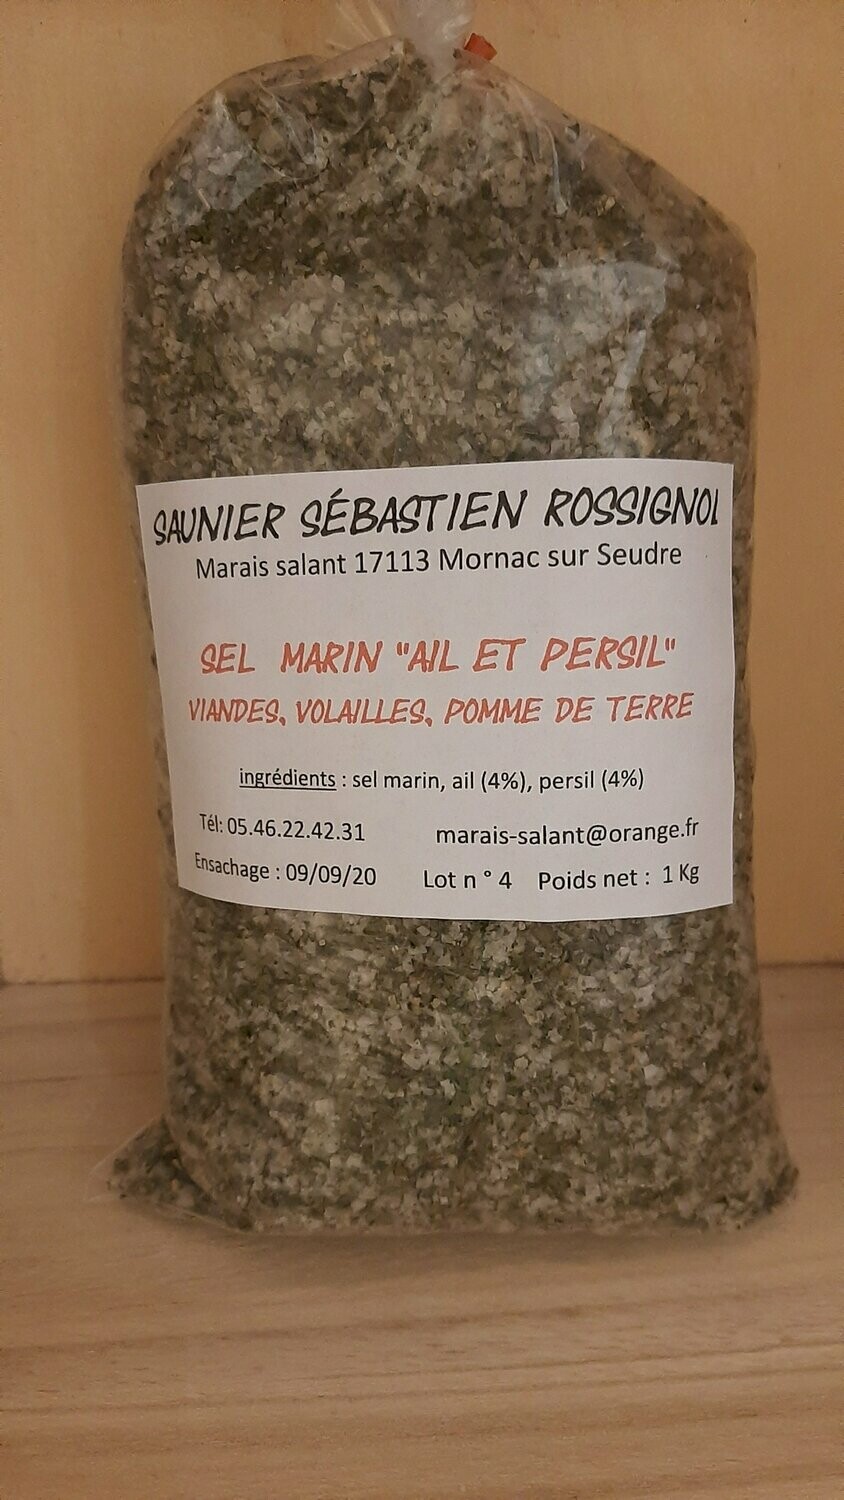 SAUNIER SÉBASTIEN ROSSIGNOL
Marais salant 17113 Mornac sur Seudre
SEL MARIN "AIL ET PERSIL"
VIANDES, VOLAILLES, POMME DE TERRE
ingrédients : sel marin, ail (4%), persil (4%)
Tél: 05.46.22.42.31 marais-salant@orange.fr
Ensachage : 09/09/20 Lot n ° 4 Poids net : 1 Kg